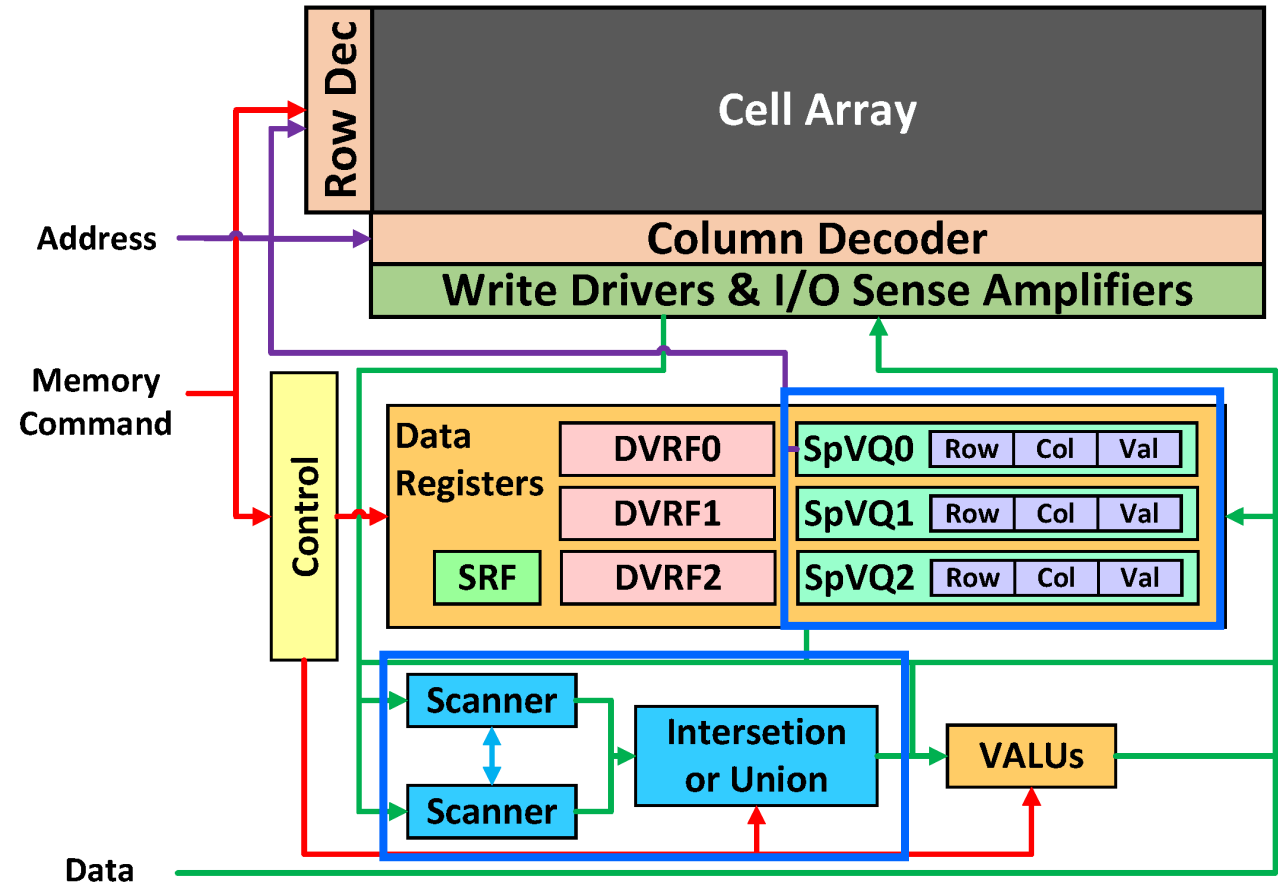 Row Dec
Cell Array
Address
Column Decoder
Write Drivers & I/O Sense Amplifiers
Memory
Command
Control
Data
Registers
DVRF0
SpVQ0 Row Col Val
DVRF1
SpVQ1 Row Col Val
SRF
DVRF2
SpVQ2 Row Col Val
Scanner
Scanner
Intersetion
or Union
VALUs
Data